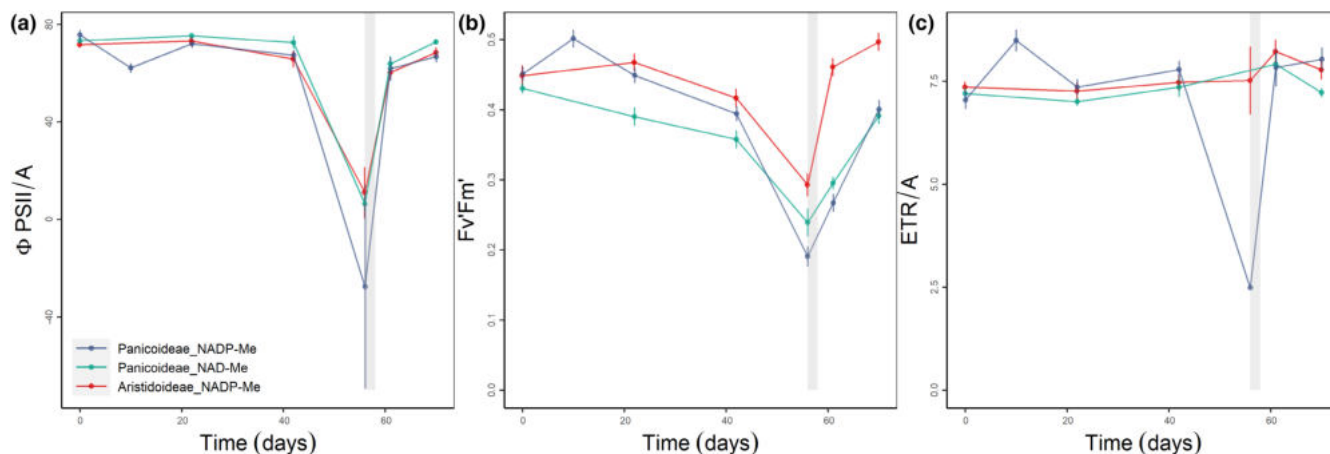 (a)
Φ PSII/A
80
40
0
-40
Panicoideae_NADP-Me
Panicoideae_NAD-Me
Aristidoideae_NADP-Me
0 20 40 60
Time (days)
(b)
Fv'Fm'
0.5
0.4
0.3
0.2
0.1
0.0
0 20 40 60
Time (days)
(c)
ETR/A
7.5
5.0
2.5
0.0
0 20 40 60
Time (days)